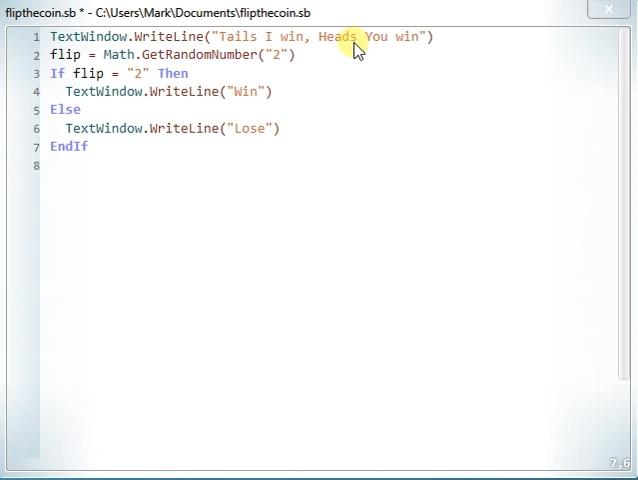 flipthecoin.sb * - C:\Users\Mark\Documents\flipthecoin.sb
1 TextWindow.WriteLine("Tails I win, Heads You win")
2 flip = Math.GetRandomNumber("2")
3 If flip = "2" Then
4 TextWindow.WriteLine("Win")
5 Else
6 TextWindow.WriteLine("Lose")
7 EndIf
8
7,6